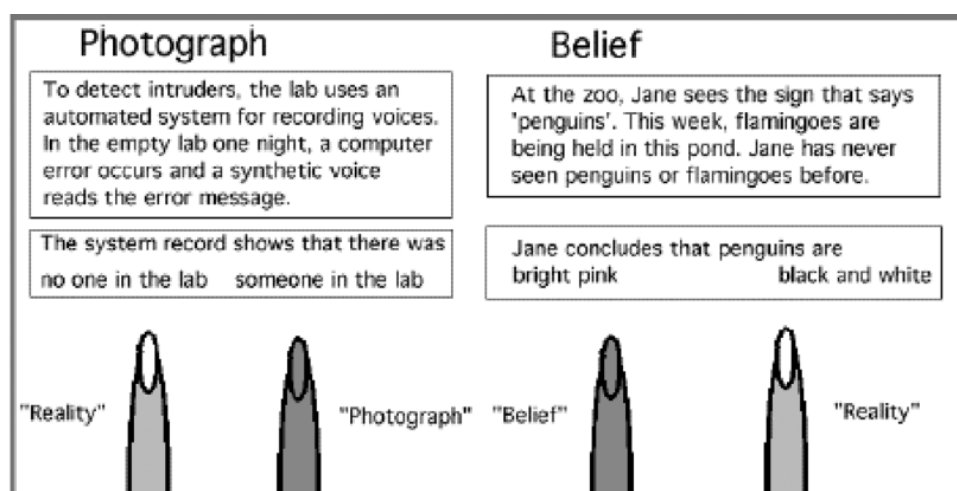 Photograph
To detect intruders, the lab uses an
automated system for recording voices.
In the empty lab one night, a computer
error occurs and a synthetic voice
reads the error message.
The system record shows that there was
no one in the lab someone in the lab
"Reality"
"Photograph"
Belief
At the zoo, Jane sees the sign that says
'penguins'. This week, flamingoes are
being held in this pond. Jane has never
seen penguins or flamingoes before.
Jane concludes that penguins are
bright pink black and white
"Belief"
"Reality"